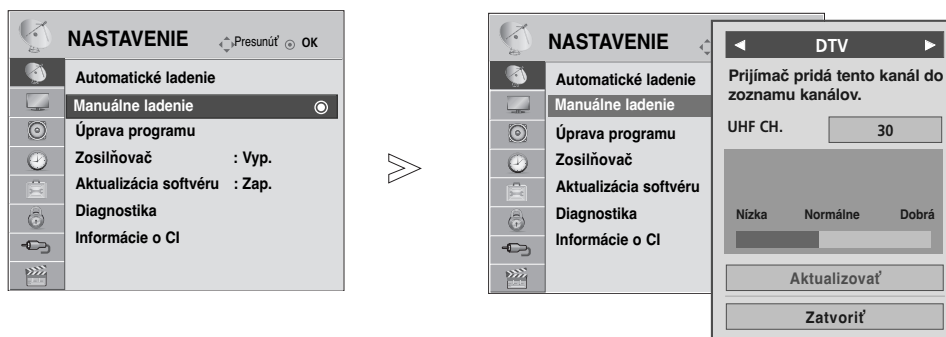 NASTAVENIE
Presunúť OK
Automatické ladenie
Manuálne ladenie
Úprava programu
Zosilňovač : Vyp.
Aktualizácia softvéru : Zap.
Diagnostika
Informácie o CI
NASTAVENIE
Automatické ladenie
Manuálne ladenie
Úprava programu
Zosilňovač
Aktualizácia softvéru
Diagnostika
Informácie o CI
DTV
Prijímač pridá tento kanál do
zoznamu kanálov.
UHF CH. 30
Nízka Normálne Dobrá
Aktualizovať
Zatvoriť